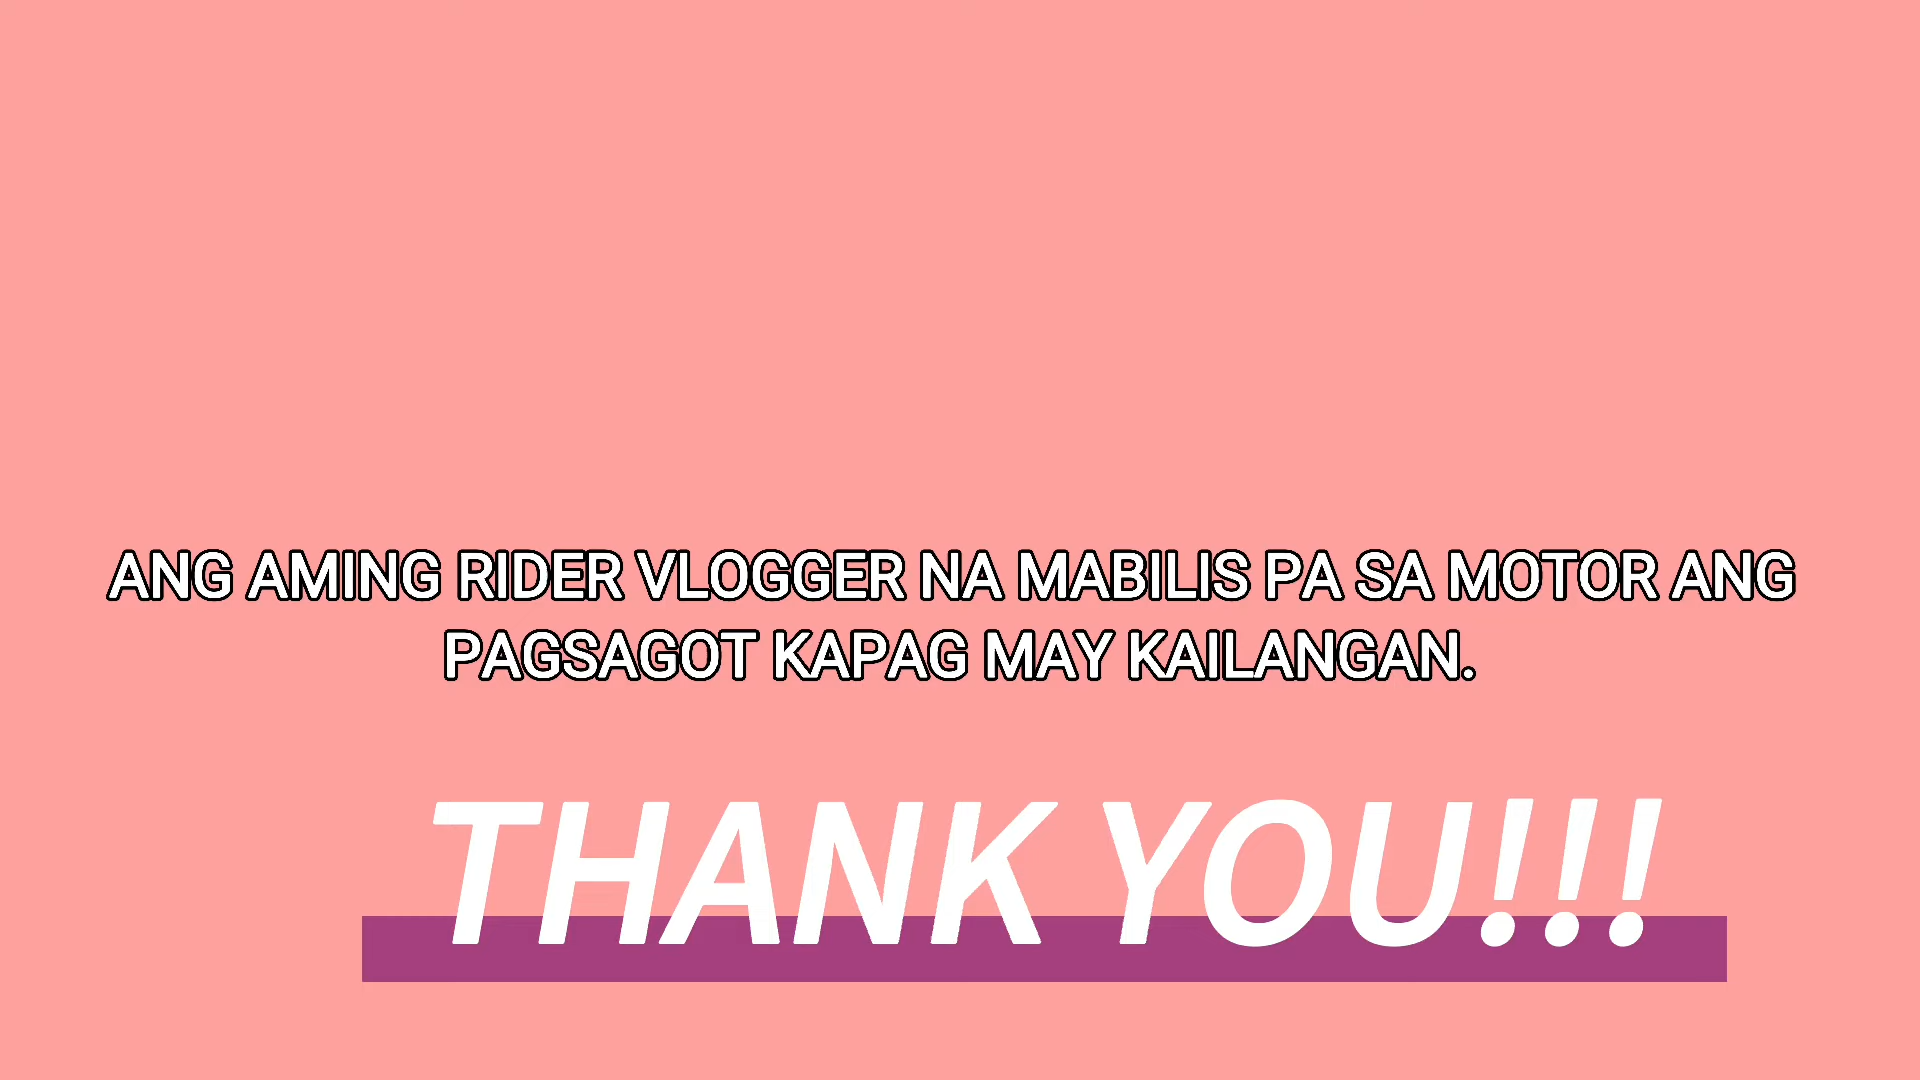 ANG AMING RIDER VLOGGER NA MABILIS PA SA MOTOR ANG
PAGSAGOT KAPAG MAY KAILANGAN.
THANK YOU!!!